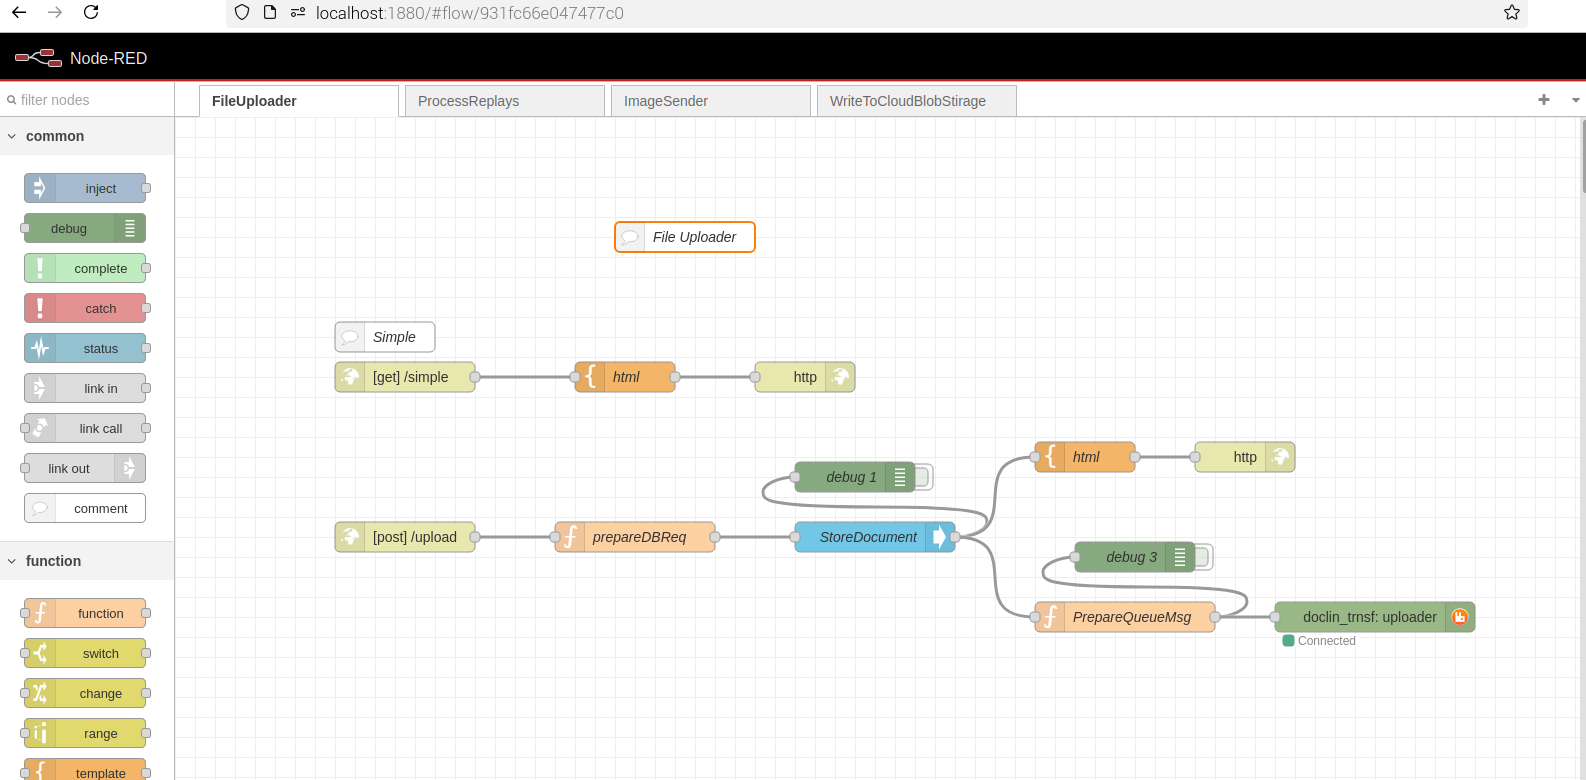 localhost:1880/#flow/931fc66e047477c0
Node-RED
filter nodes
FileUploader
ProcessReplays
ImageSender
WriteToCloudBlobStirage
common
inject
debug
complete
catch
status
link in
link call
link out
comment
function
function
switch
change
range
template
File Uploader
Simple
[get] /simple
html
http
html
http
debug 1
[post] /upload
prepareDBReq
StoreDocument
debug 3
PrepareQueueMsg
doclin_trnsf: uploader
Connected